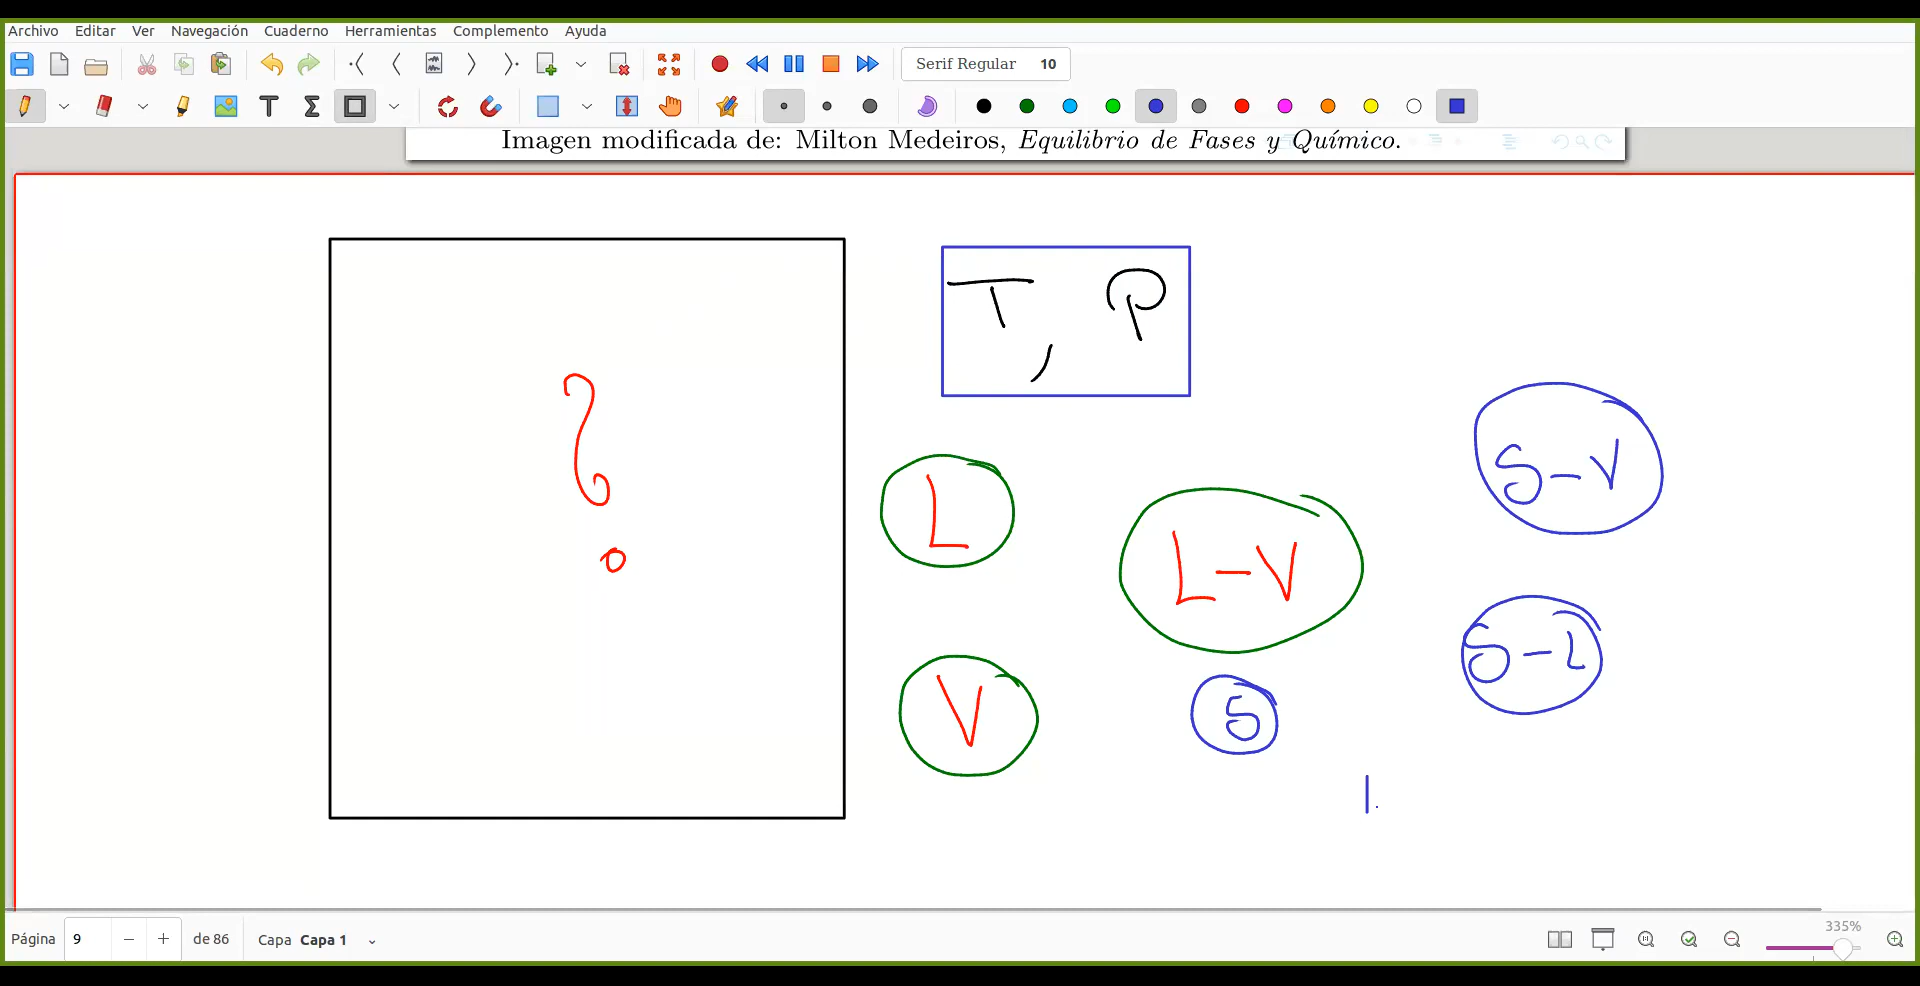 Archivo Editar Ver Navegación Cuaderno Herramientas Complemento Ayuda
Serif Regular 10
Imagen modificada de: Milton Medeiros, Equilibrio de Fases y Químico.
T, P
?
S-V
L
L-V
S-L
V
S
Página 9 de 86 Capa Capa 1
335%